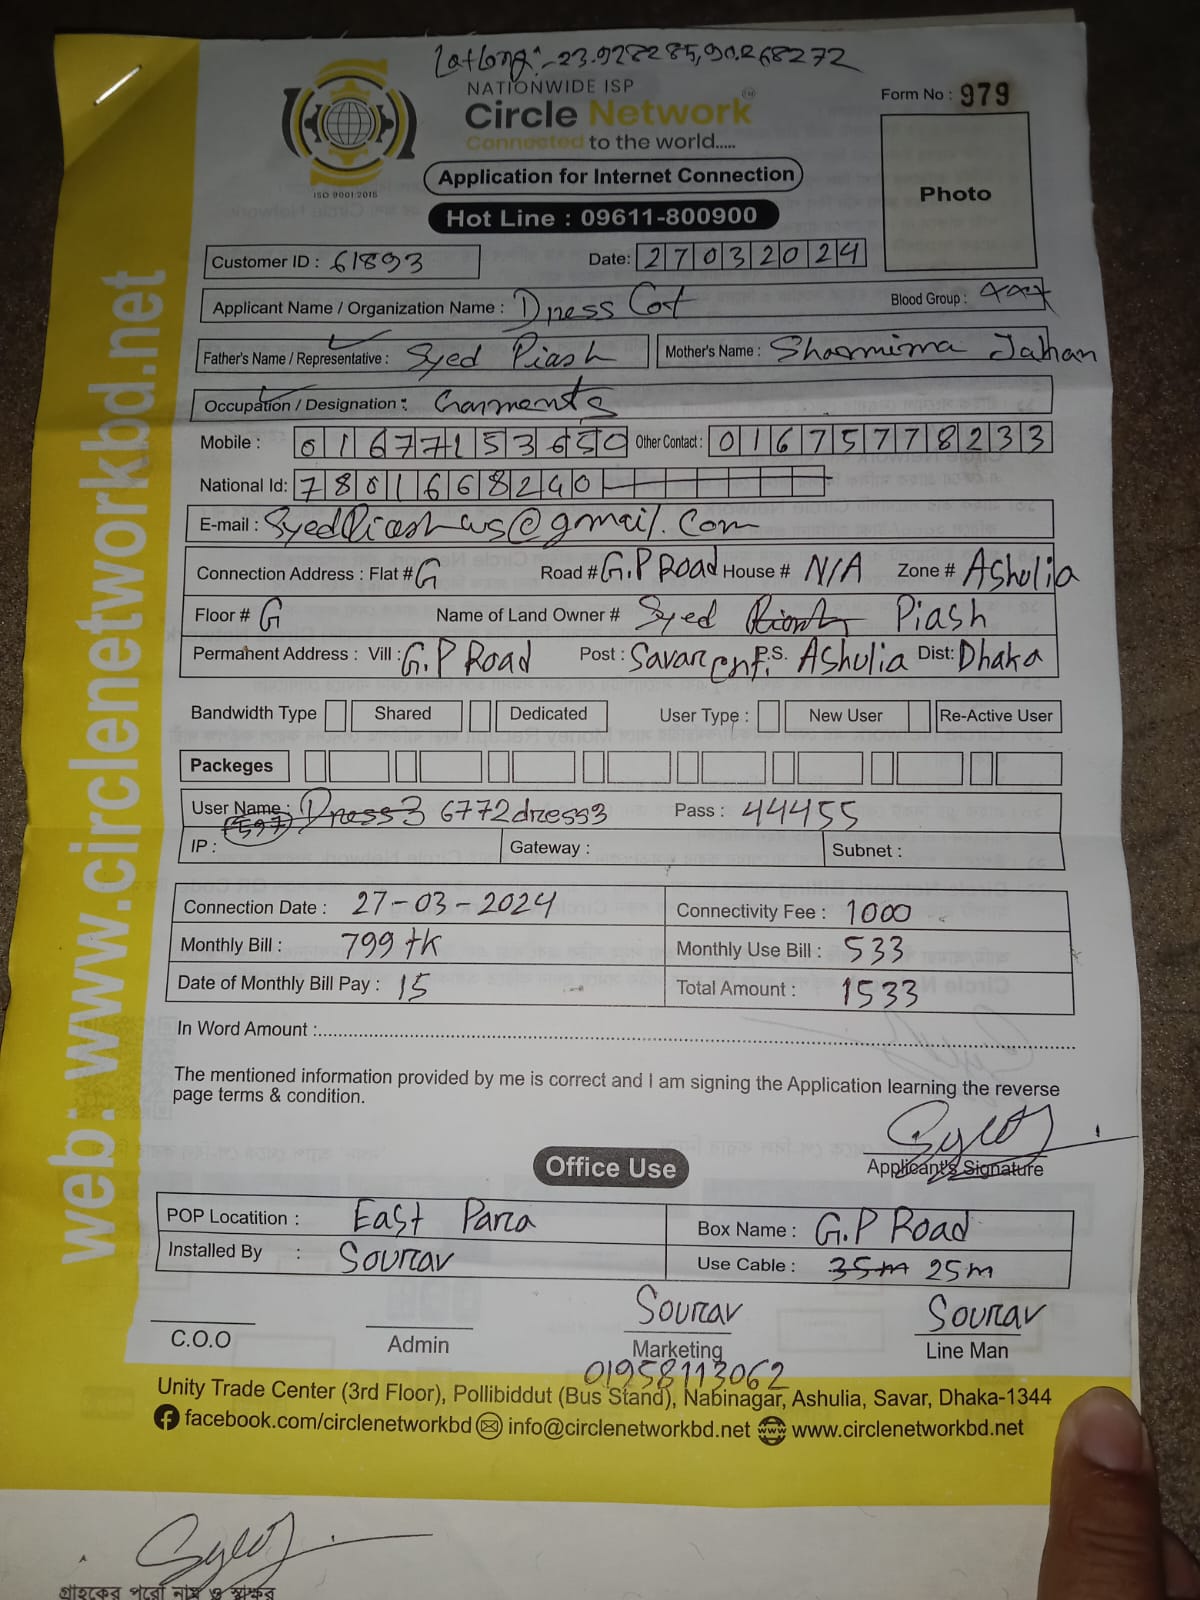 Lat Long:- 23.928285,90.268272
NATIONWIDE ISP
Circle Network
Connected to the world.....
ISO 9001:2015
Form No : 979
Photo
Application for Internet Connection
Hot Line : 09611-800900
Customer ID : 61893 Date: 27032024
Applicant Name / Organization Name : Dress Cot Blood Group :
Father's Name / Representative : Syed Piash Mother's Name : Sharmima Jahan
Occupation / Designation : Garments
Mobile : 01677153650 Other Contact : 01675778233
National Id: 7801668240
E-mail : @gmail.com
Connection Address : Flat # G Road # G.P Road House # N/A Zone # Ashulia
Floor # G Name of Land Owner # Syed Piash
Permanent Address : Vill : G.P Road Post : Savar Cnt. P.S. Ashulia Dist: Dhaka
Bandwidth Type Shared Dedicated User Type : New User Re-Active User
Packeges
User Name : Dress3 6772dress3 Pass : 44455
IP : Gateway : Subnet :
Connection Date : 27-03-2024 Connectivity Fee : 1000
Monthly Bill : 799 tk Monthly Use Bill : 533
Date of Monthly Bill Pay : 15 Total Amount : 1533
In Word Amount :
The mentioned information provided by me is correct and I am signing the Application learning the reverse
page terms & condition.
Applicant's Signature
Office Use
POP Locatition : East Para Box Name : G.P Road
Installed By : Sourav Use Cable : 35m 25m
Sourav Sourav
C.O.O Admin Marketing Line Man
01958113062
Unity Trade Center (3rd Floor), Pollibiddut (Bus Stand), Nabinagar, Ashulia, Savar, Dhaka-1344
facebook.com/circlenetworkbd info@circlenetworkbd.net www.circlenetworkbd.net
web: www.circlenetworkbd.net
গ্রাহকের পুরো নাম ও স্বাক্ষর